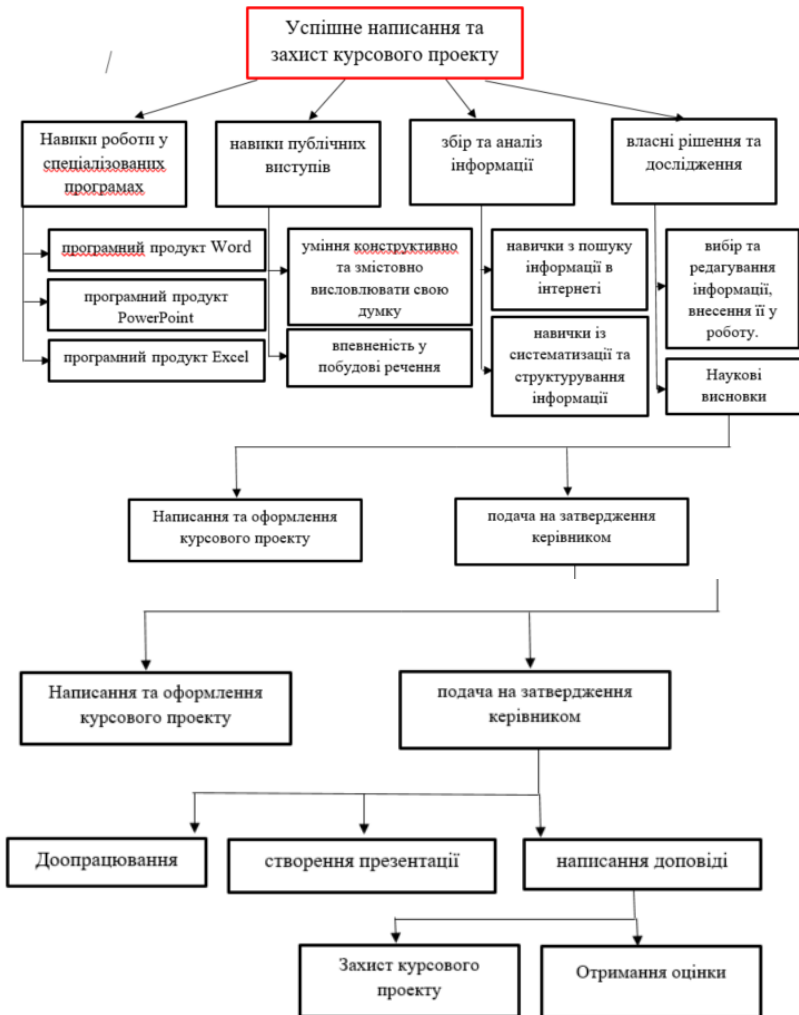 Успішне написання та
захист курсового проекту
Навики роботи у
спеціалізованих
програмах
навики публічних
виступів
збір та аналіз
інформації
власні рішення та
дослідження
програмний продукт Word
програмний продукт
PowerPoint
програмний продукт Excel
уміння конструктивно
та змістовно
висловлювати свою
думку
впевненість у
побудові речення
навички з пошуку
інформації в
інтернеті
навички із
систематизації та
структурування
інформації
вибір та
редагування
інформації,
внесення її у
роботу.
Наукові
висновки
Написання та оформлення
курсового проекту
подача на затвердження
керівником
Написання та оформлення
курсового проекту
подача на затвердження
керівником
Доопрацювання
створення презентації
написання доповіді
Захист курсового
проекту
Отримання оцінки